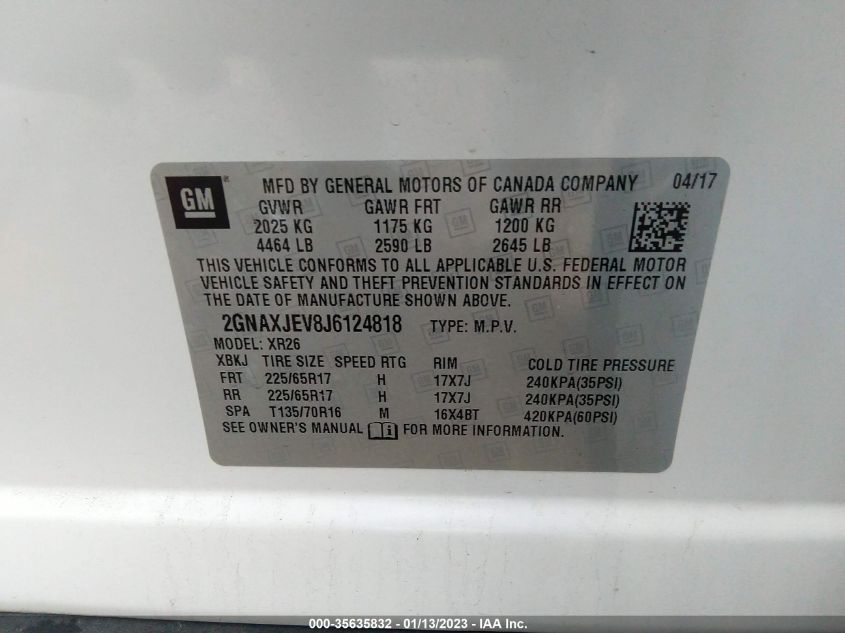 GM MFD BY GENERAL MOTORS OF CANADA COMPANY 04/17
GVWR GAWR FRT GAWR RR
2025 KG 1175 KG 1200 KG
4464 LB 2590 LB 2645 LB
THIS VEHICLE CONFORMS TO ALL APPLICABLE U.S. FEDERAL MOTOR
VEHICLE SAFETY AND THEFT PREVENTION STANDARDS IN EFFECT ON
THE DATE OF MANUFACTURE SHOWN ABOVE.
2GNAXJEV8J6124818 TYPE: M.P.V.
MODEL: XR26
XBKJ TIRE SIZE SPEED RTG RIM COLD TIRE PRESSURE
FRT 225/65R17 H 17X7J 240KPA(35PSI)
RR 225/65R17 H 17X7J 240KPA(35PSI)
SPA T135/70R16 M 16X4BT 420KPA(60PSI)
SEE OWNER'S MANUAL FOR MORE INFORMATION.
000-35635832 - 01/13/2023 - IAA Inc.